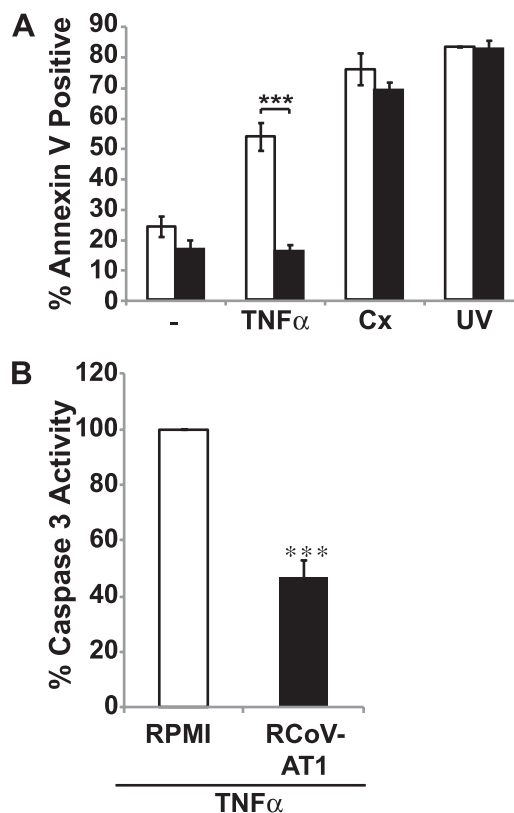 A
% Annexin V Positive
90
80
70
60
50
40
30
20
10
0
***
-
TNFα
Cx
UV
B
% Caspase 3 Activity
120
100
80
60
40
20
0
***
RPMI
RCoV-
AT1
TNFα